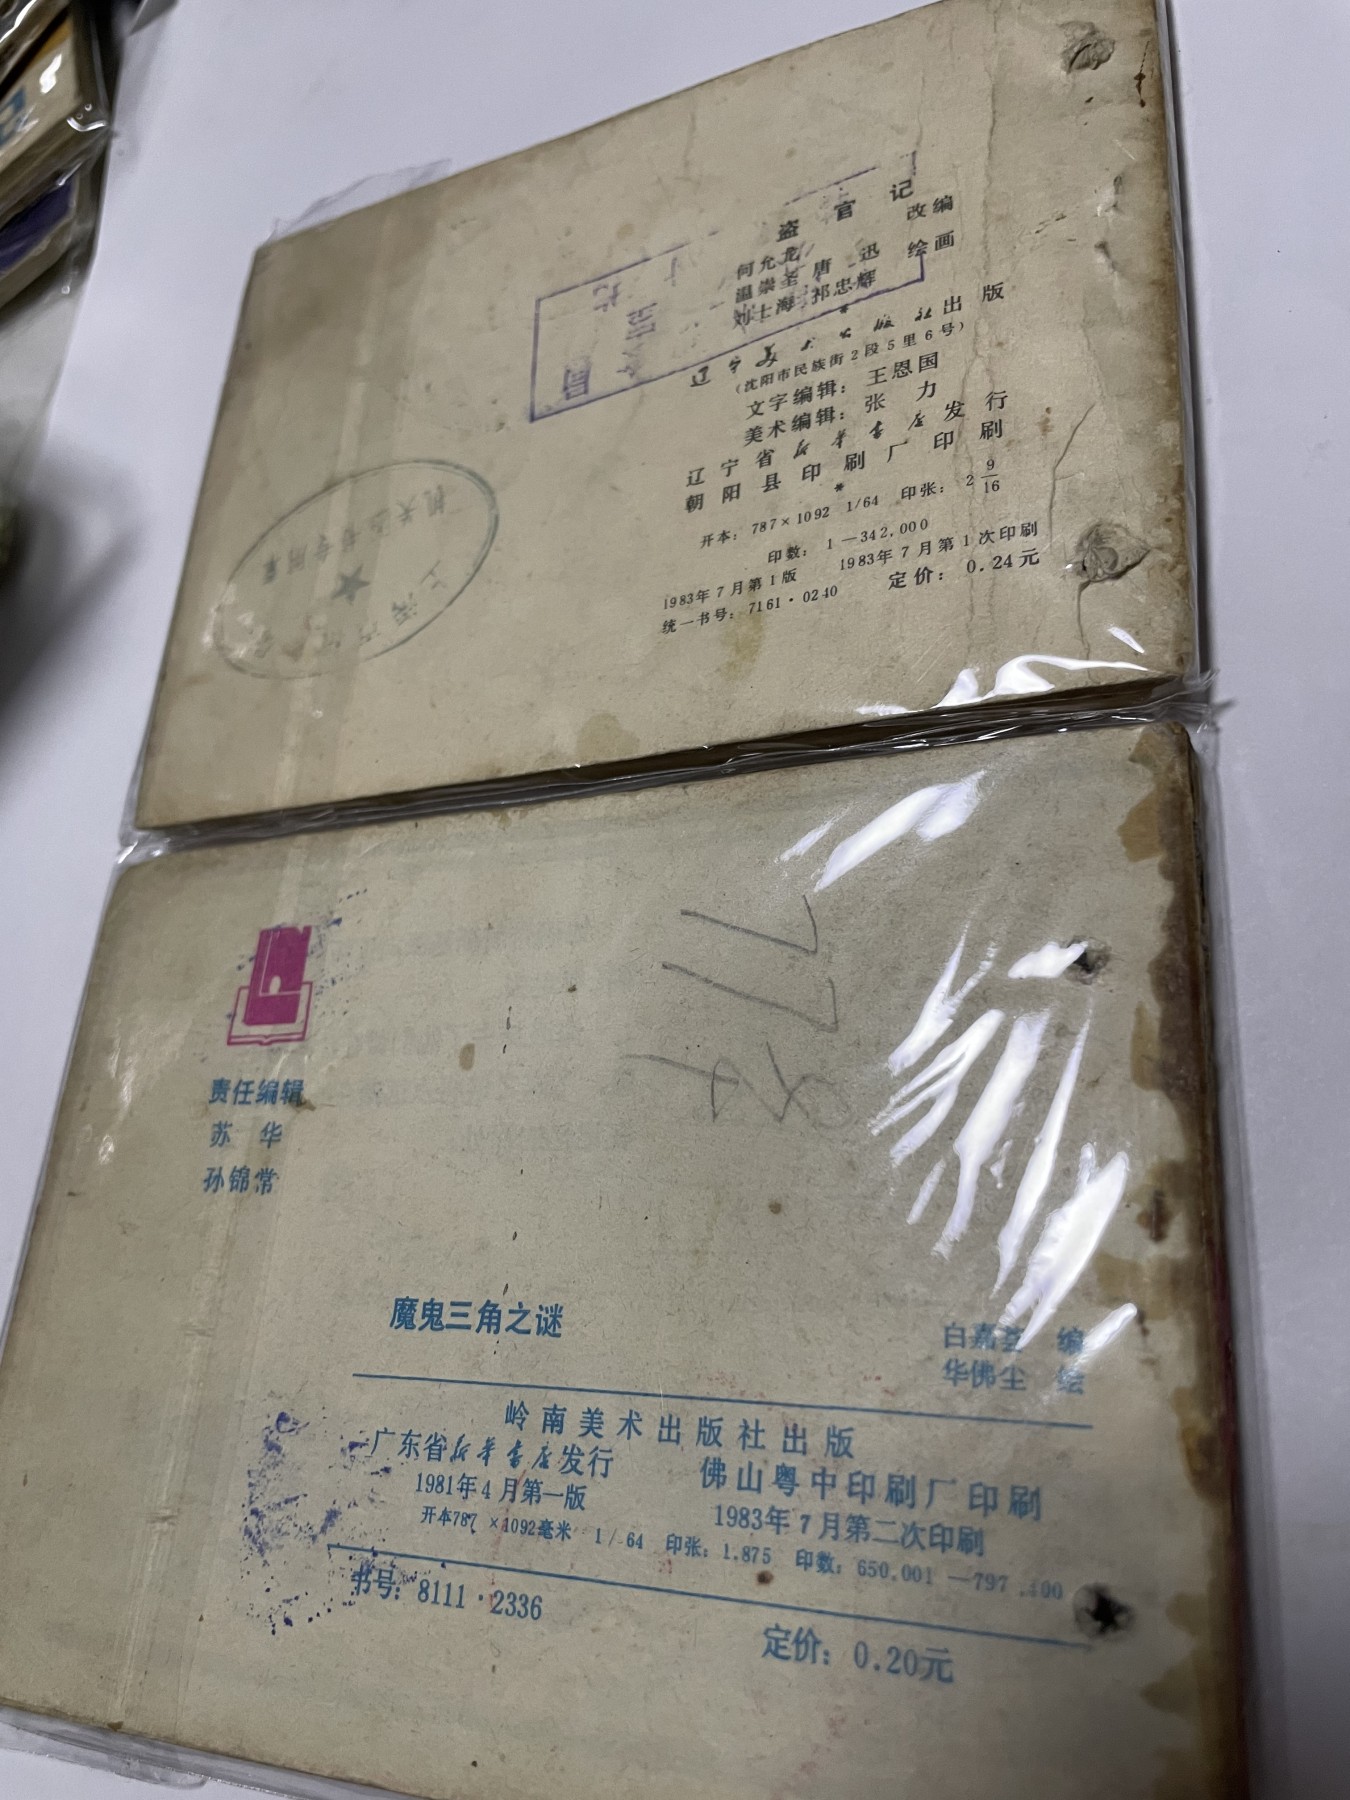 盗官记
何允龙 改编
温崇圣 唐迅 绘画
刘士海 祁忠辉
*
辽宁美术出版社出版
(沈阳市民族街2段5里6号)
文字编辑：王恩国
美术编辑：张力
辽宁省新华书店发行
朝阳县印刷厂印刷
*
开本：787×1092 1/64 印张：2 9/16
印数：1—342,000
1983年7月第1版 1983年7月第1次印刷
统一书号：7161·0240 定价：0.24元
责任编辑
苏华
孙锦常
魔鬼三角之谜
白嘉荟 编
华佛尘 绘
岭南美术出版社出版
广东省新华书店发行 佛山粤中印刷厂印刷
1981年4月第一版 1983年7月第二次印刷
开本787×1092毫米 1/64 印张：1.875 印数：650,001—797,400
书号：8111·2336
定价：0.20元